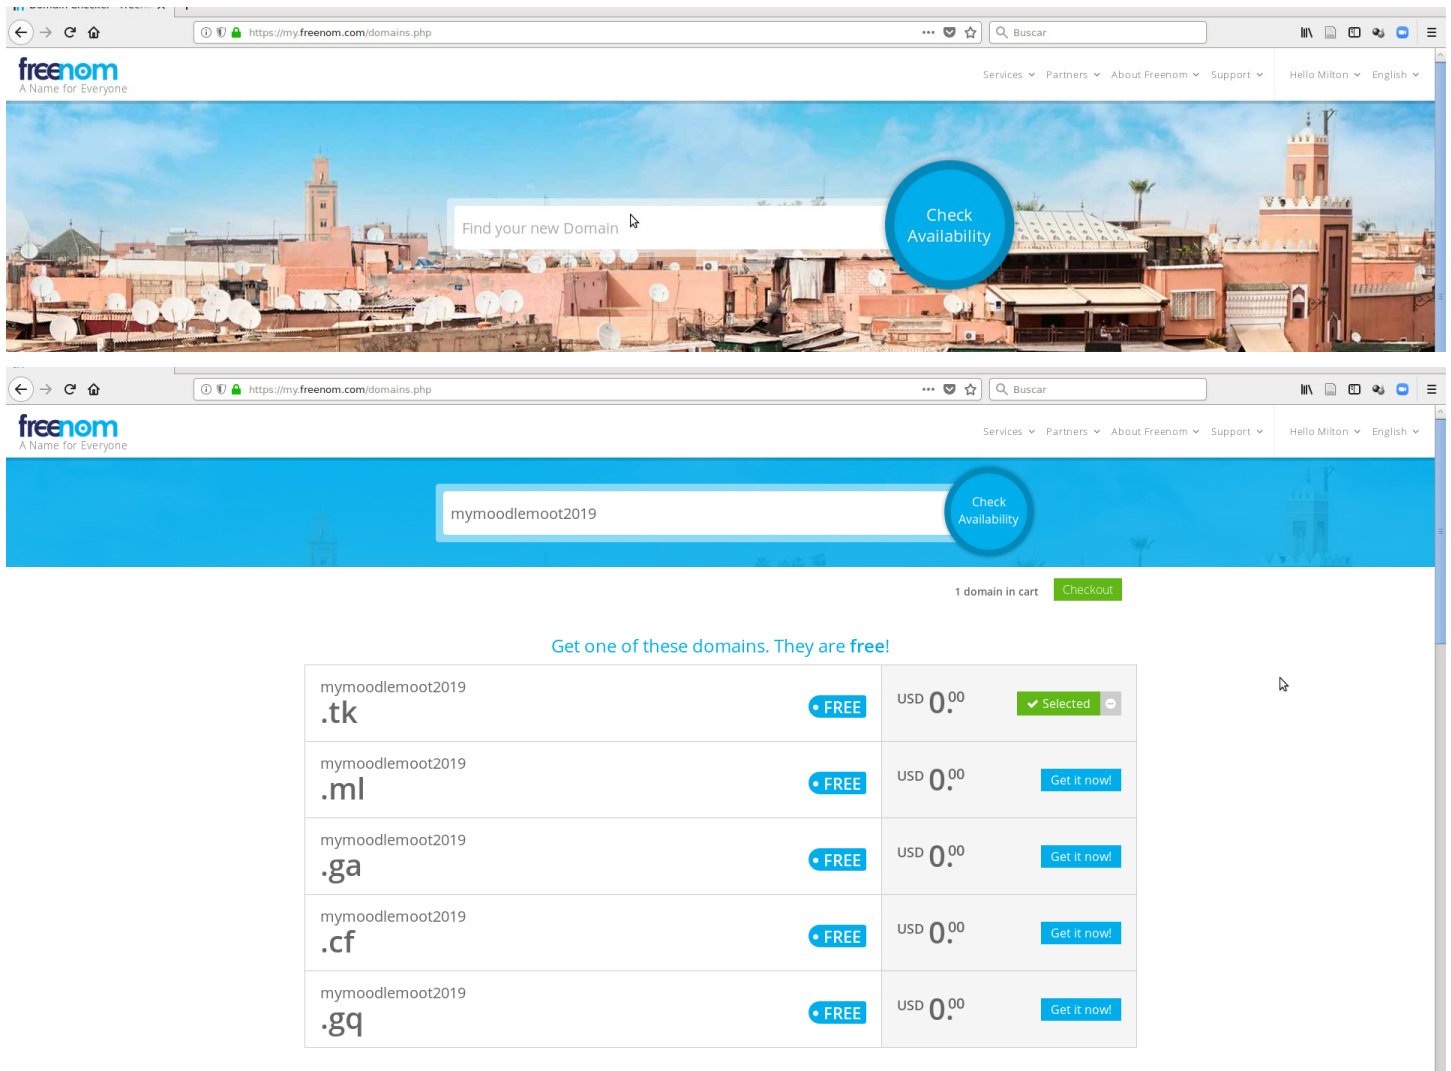 Domain Checker - Freen
https://my.freenom.com/domains.php
Buscar
freenom
A Name for Everyone
Services Partners About Freenom Support Hello Milton English
Find your new Domain
Check
Availability
https://my.freenom.com/domains.php
Buscar
freenom
A Name for Everyone
Services Partners About Freenom Support Hello Milton English
mymoodlemoot2019
Check
Availability
1 domain in cart Checkout
Get one of these domains. They are free!
mymoodlemoot2019
.tk
FREE
USD 0.00
Selected
mymoodlemoot2019
.ml
FREE
USD 0.00
Get it now!
mymoodlemoot2019
.ga
FREE
USD 0.00
Get it now!
mymoodlemoot2019
.cf
FREE
USD 0.00
Get it now!
mymoodlemoot2019
.gq
FREE
USD 0.00
Get it now!